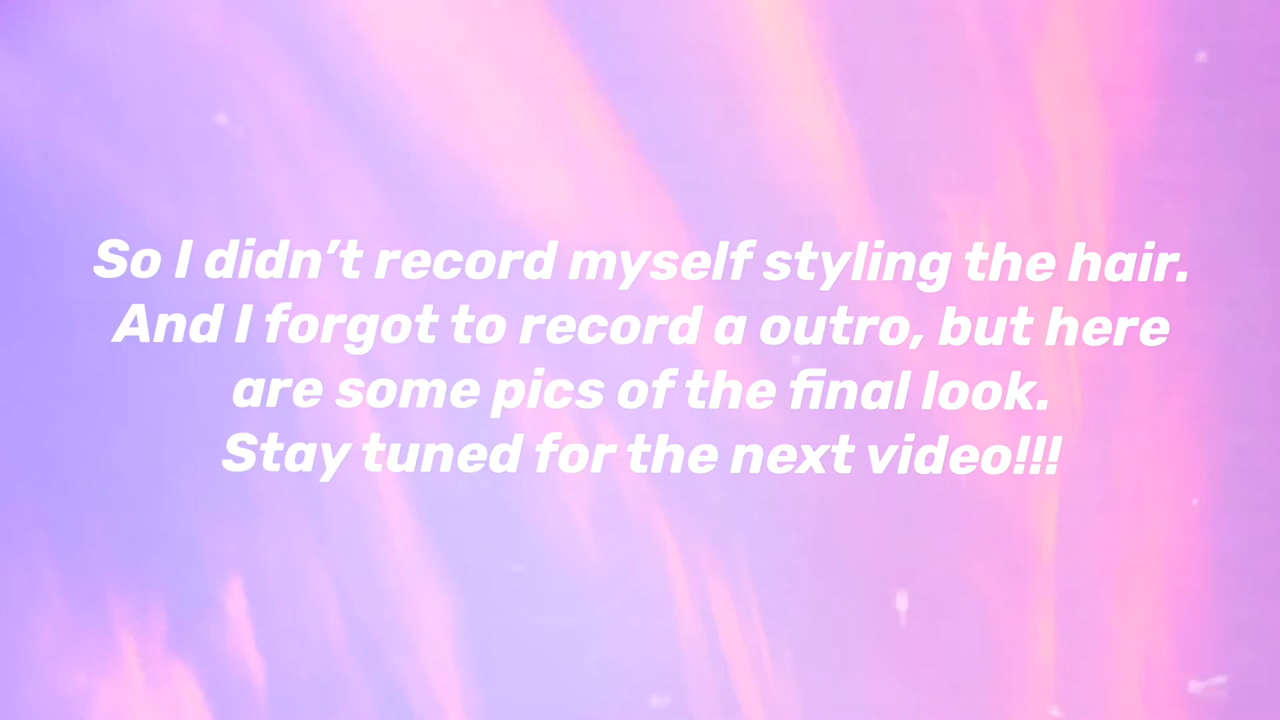 So I didn’t record myself styling the hair.
And I forgot to record a outro, but here
are some pics of the final look.
Stay tuned for the next video!!!